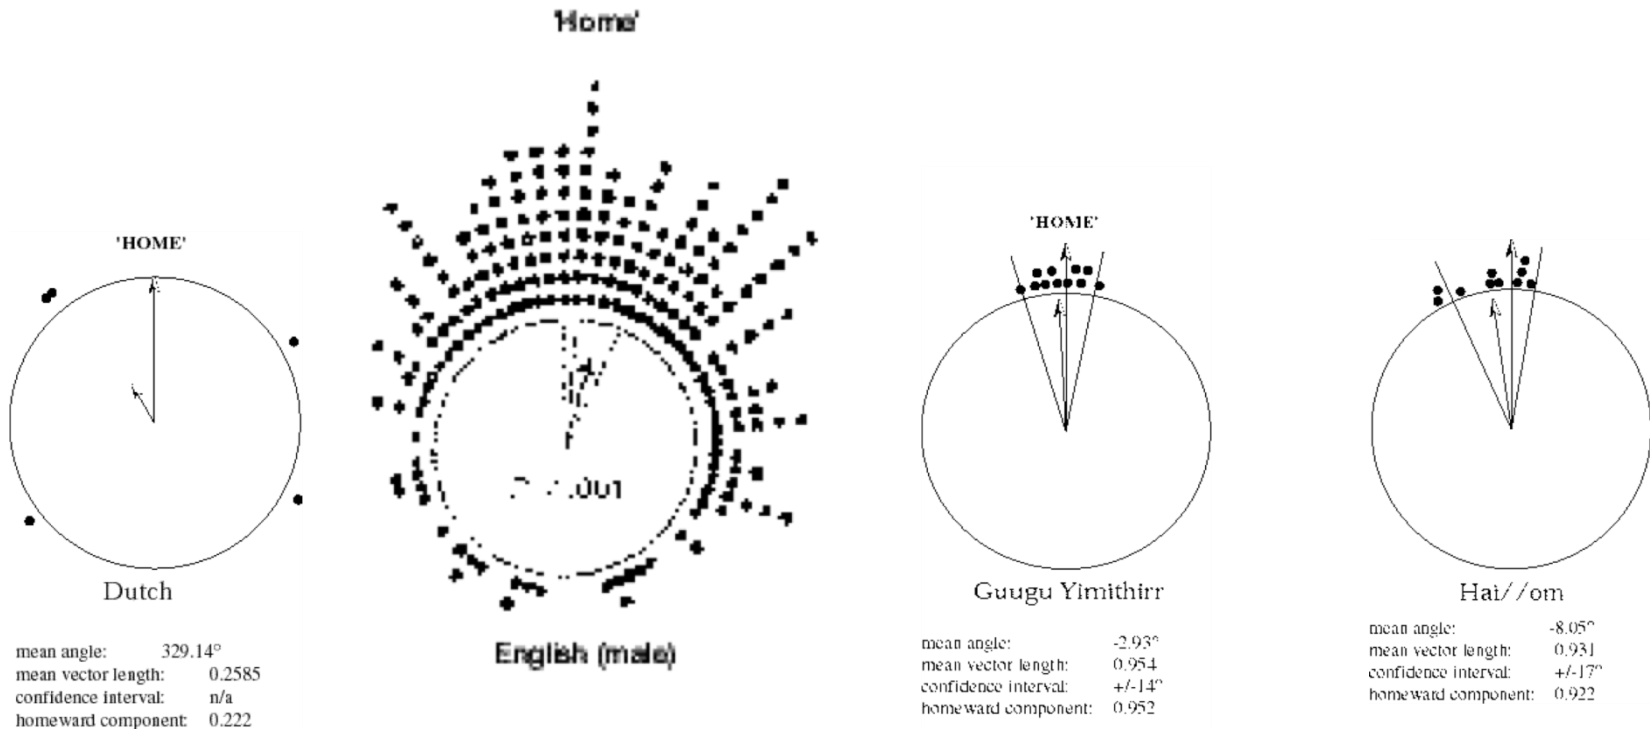 'Home'
'HOME'
Dutch
mean angle: 329.14°
mean vector length: 0.2585
confidence interval: n/a
homeward component: 0.222
English (male)
'HOME'
Guugu Yimithirr
mean angle: -2.93°
mean vector length: 0.954
confidence interval: +/-14°
homeward component: 0.952
Hai//om
mean angle: -8.05°
mean vector length: 0.931
confidence interval: +/-17°
homeward component: 0.922